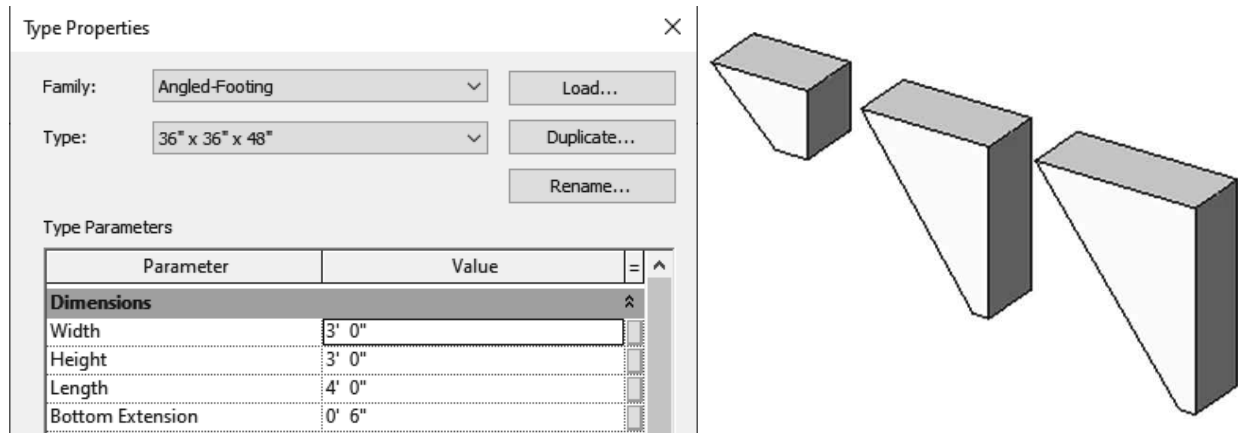 Type Properties
Family: Angled-Footing Load...
Type: 36" x 36" x 48" Duplicate...
Rename...
Type Parameters
Parameter Value =
Dimensions
Width 3' 0"
Height 3' 0"
Length 4' 0"
Bottom Extension 0' 6"